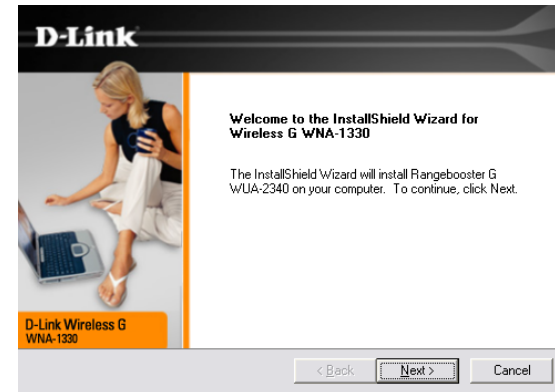 D-Link
Welcome to the InstallShield Wizard for
Wireless G WNA-1330
The InstallShield Wizard will install Rangebooster G
WUA-2340 on your computer. To continue, click Next.
D-Link Wireless G
WNA-1330
< Back
Next >
Cancel